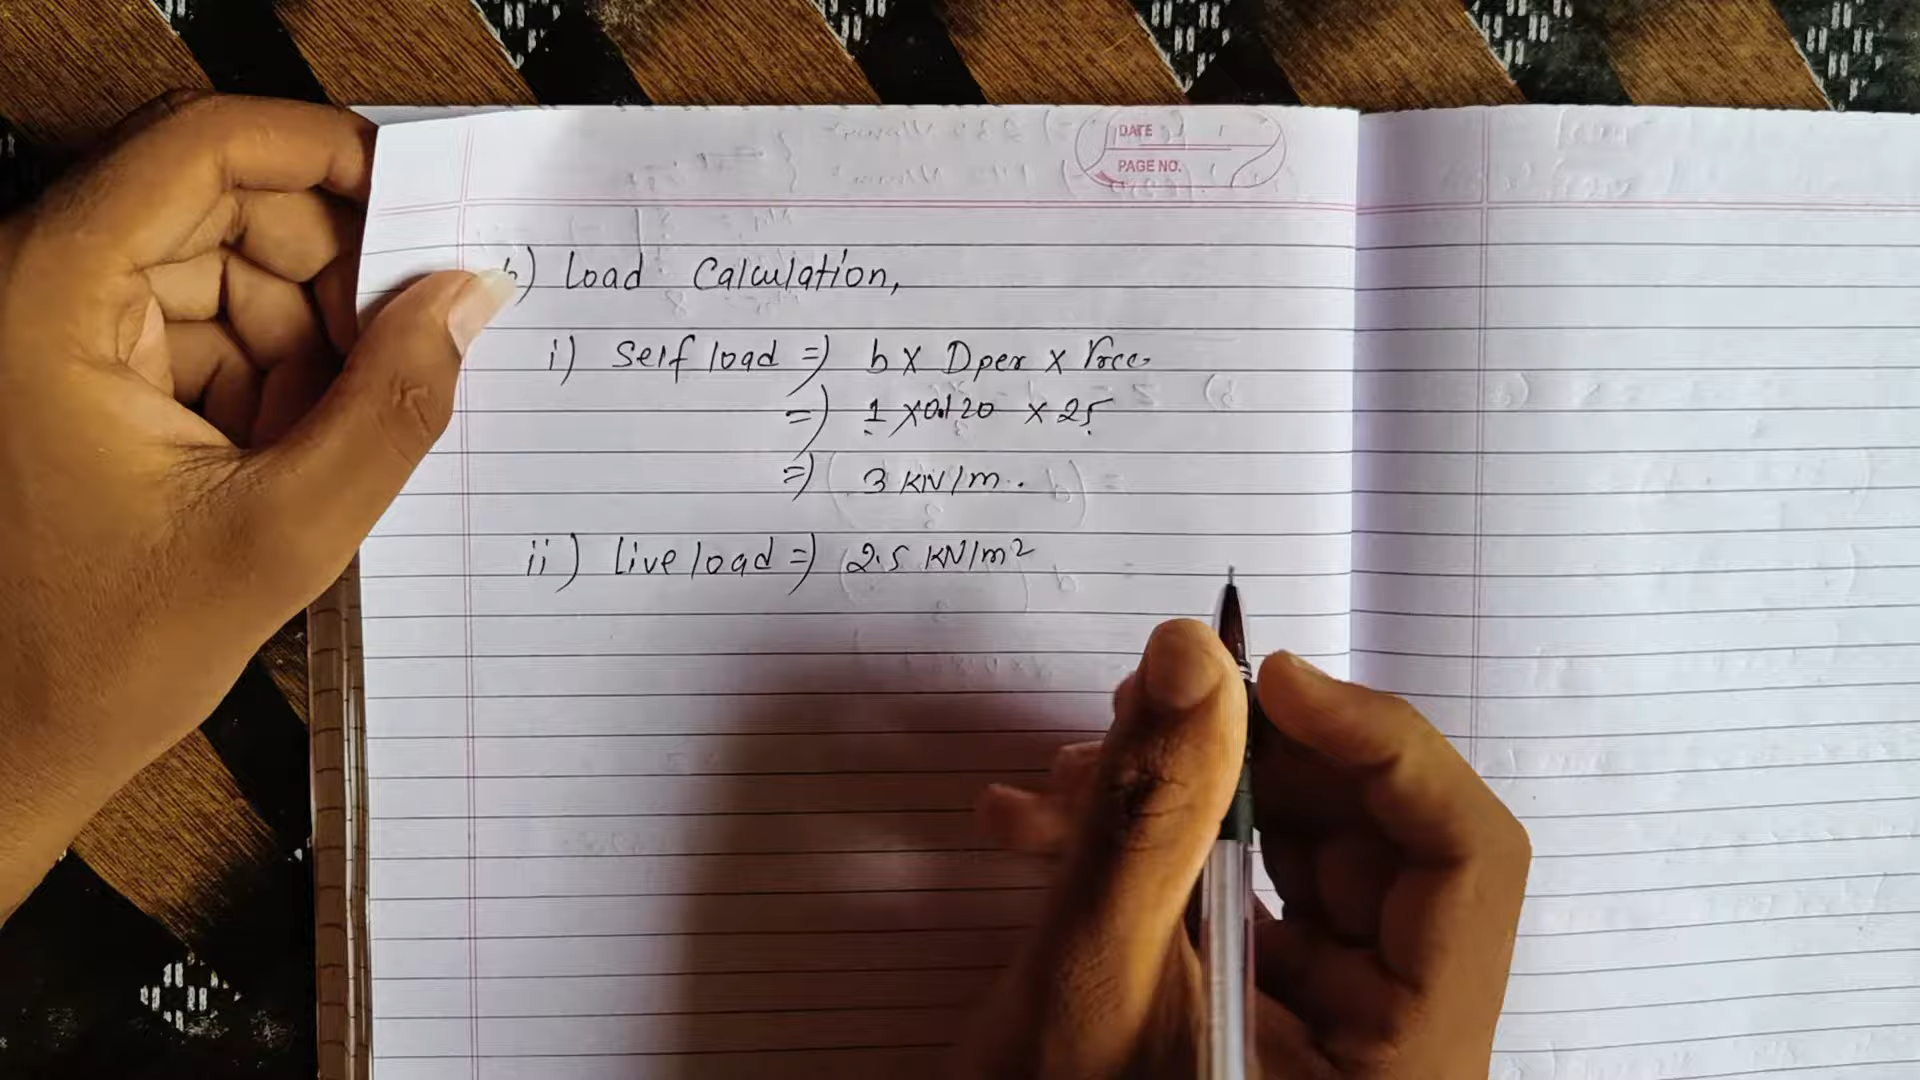 DATE
PAGE NO.
b) Load Calculation,
i) Self load => b x Dper x γrcc.
=> 1 x 0.120 x 25
=> 3 KN/m.
ii) Live load => 2.5 KN/m²